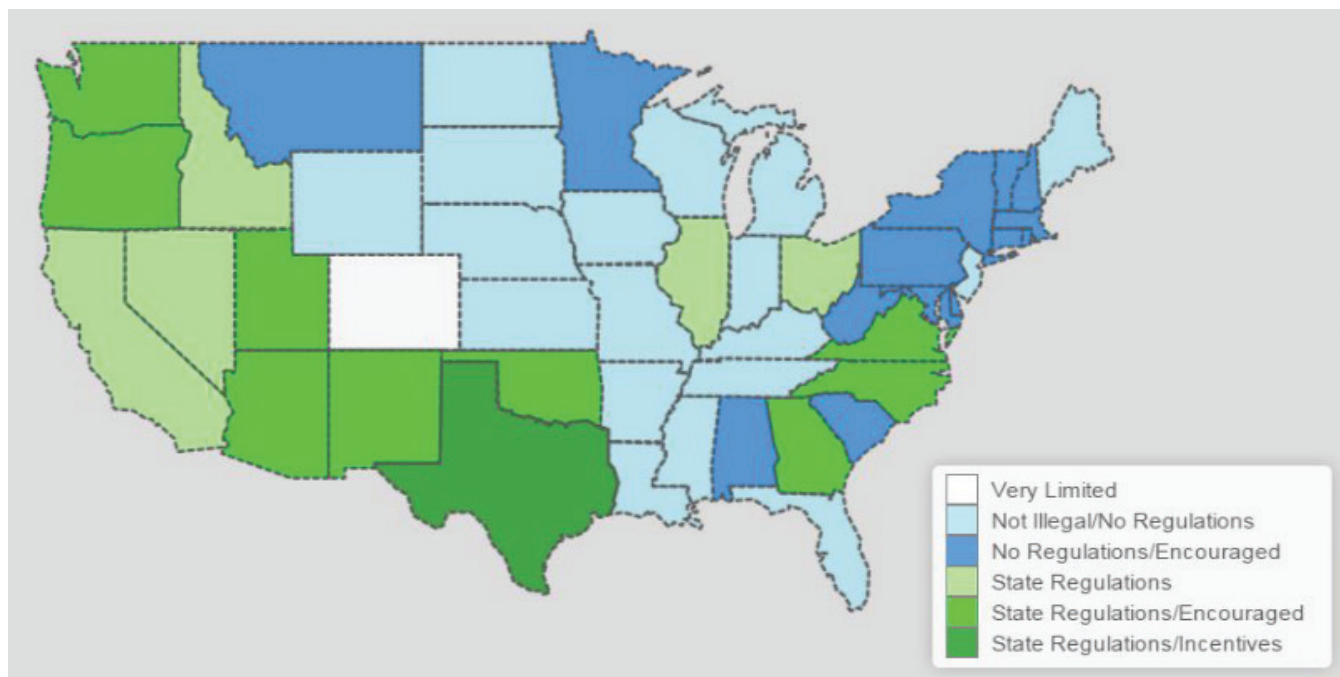 Very Limited
Not Illegal/No Regulations
No Regulations/Encouraged
State Regulations
State Regulations/Encouraged
State Regulations/Incentives